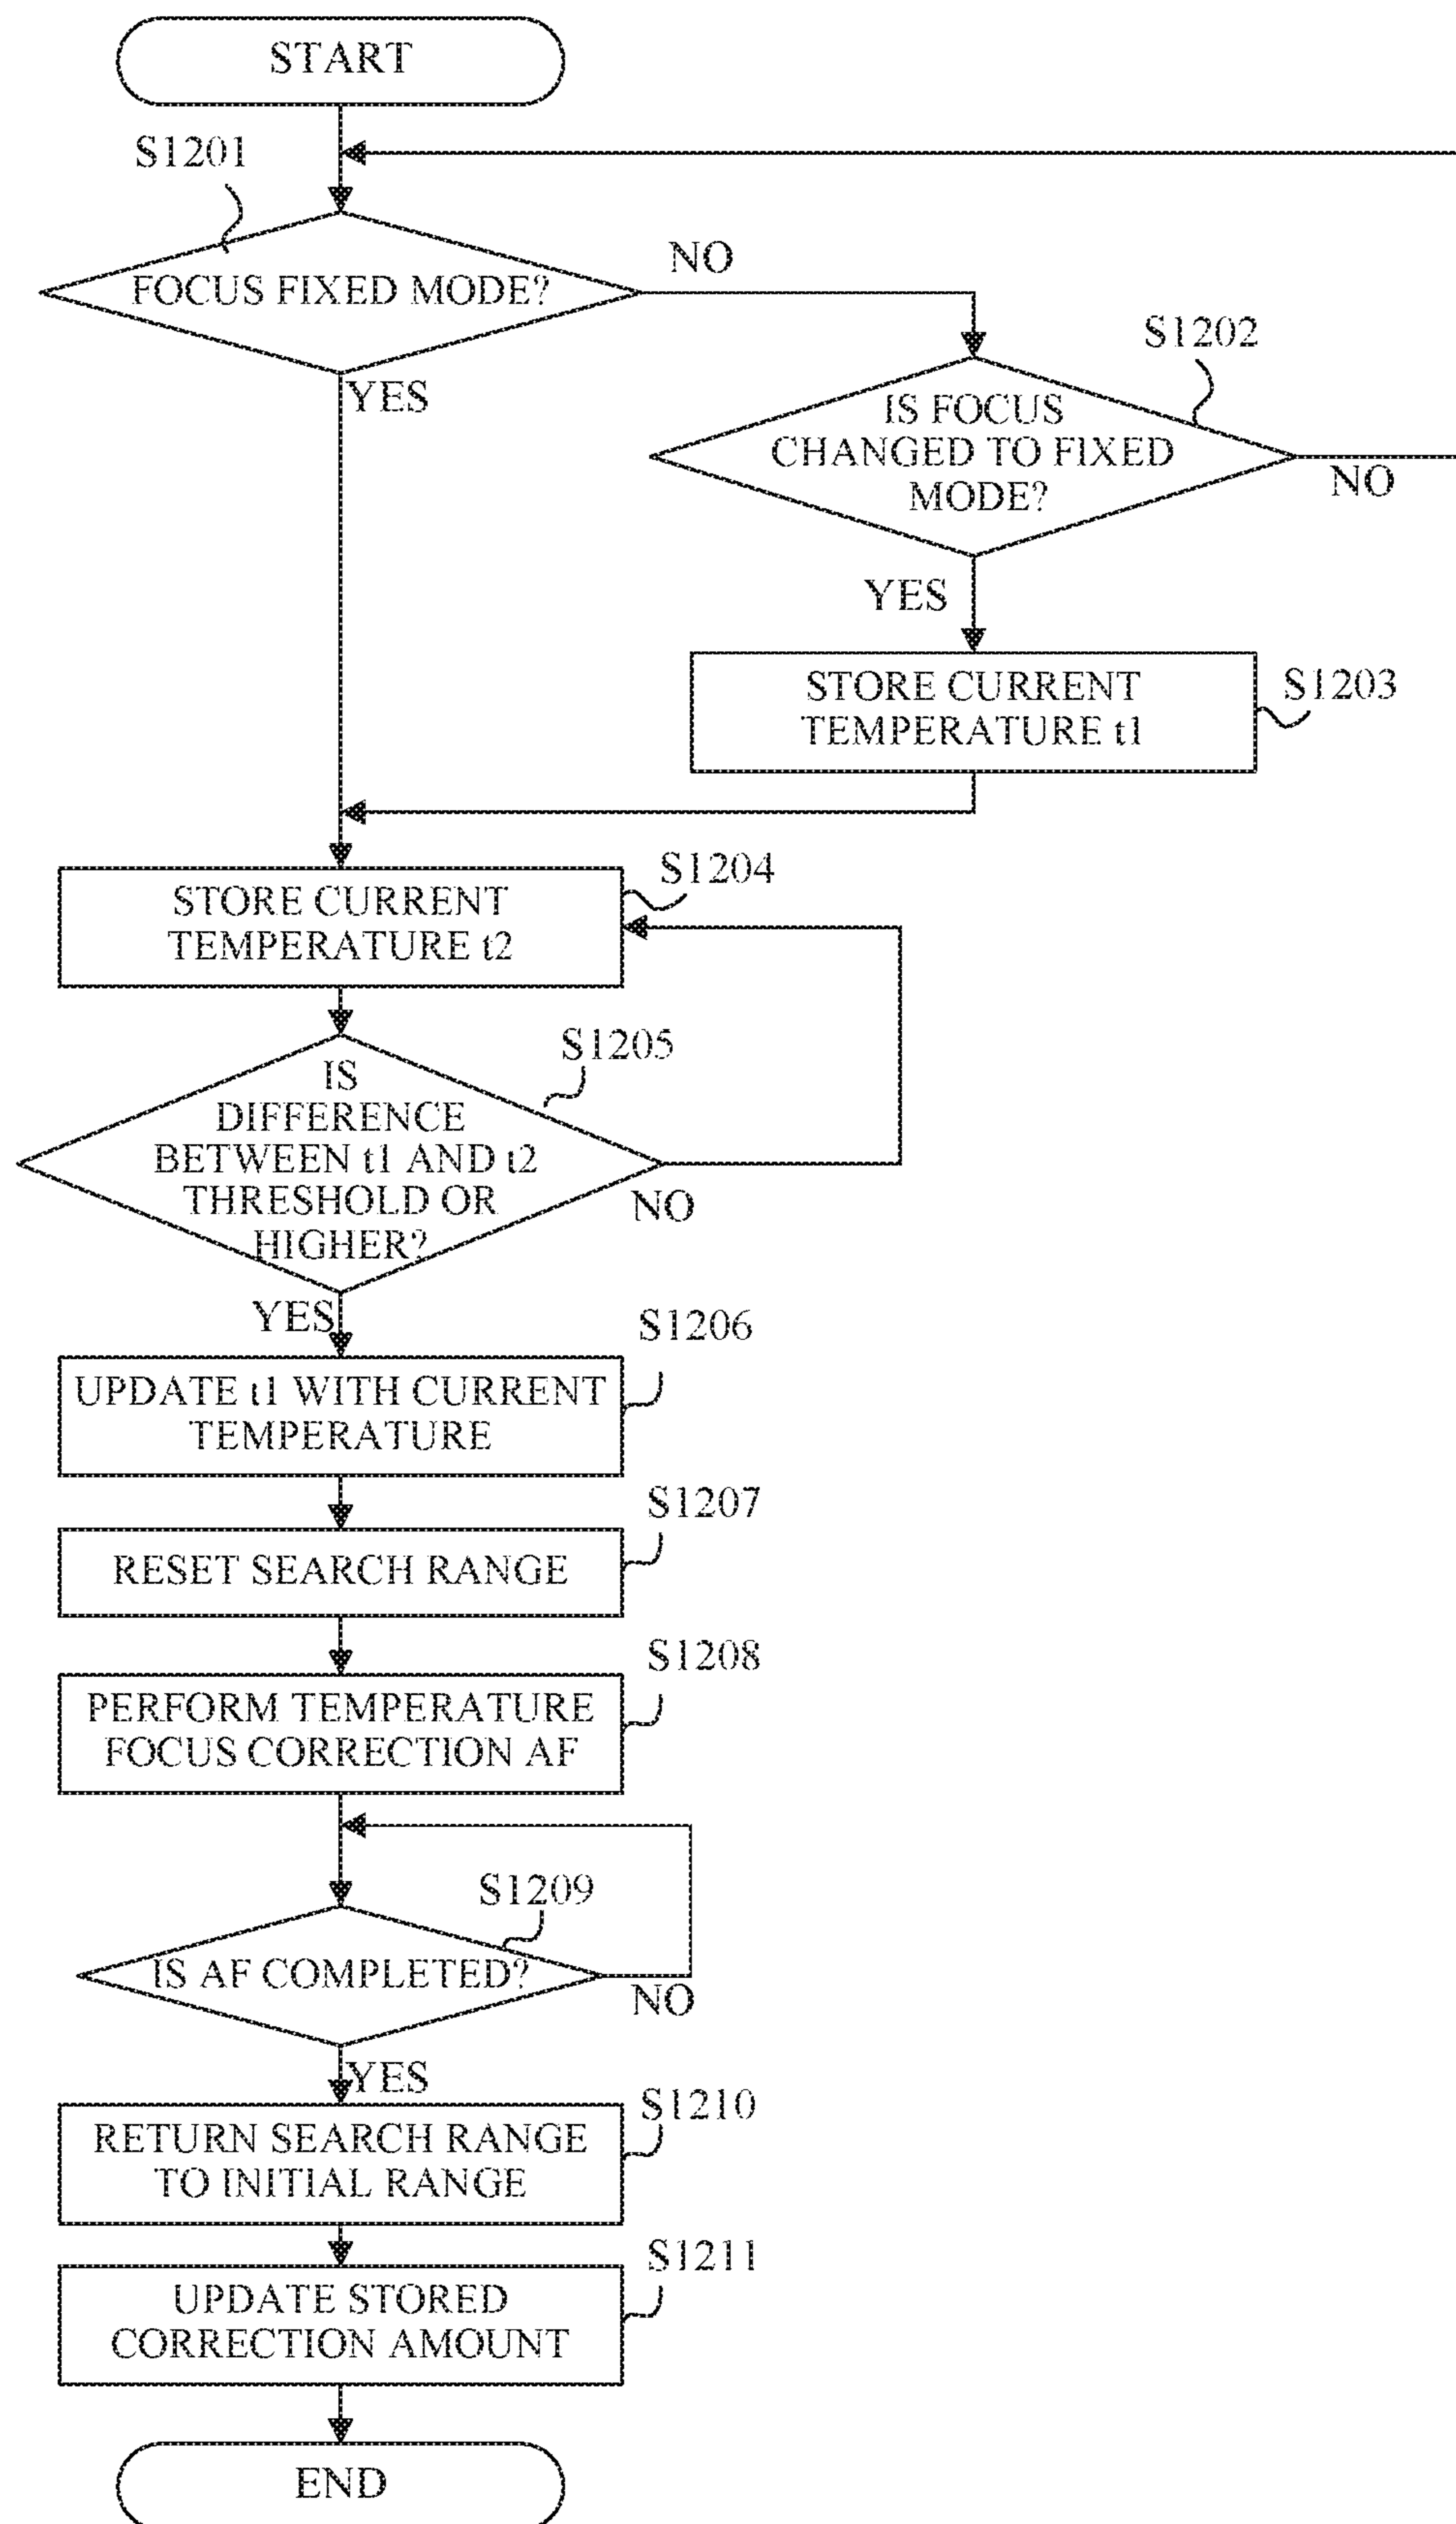 START
S1201
FOCUS FIXED MODE?
NO
YES
S1202
IS FOCUS
CHANGED TO FIXED
MODE?
NO
YES
STORE CURRENT
TEMPERATURE t1
S1203
STORE CURRENT
TEMPERATURE t2
S1204
S1205
IS
DIFFERENCE
BETWEEN t1 AND t2
THRESHOLD OR
HIGHER?
NO
YES
S1206
UPDATE t1 WITH CURRENT
TEMPERATURE
S1207
RESET SEARCH RANGE
S1208
PERFORM TEMPERATURE
FOCUS CORRECTION AF
S1209
IS AF COMPLETED?
NO
YES
S1210
RETURN SEARCH RANGE
TO INITIAL RANGE
S1211
UPDATE STORED
CORRECTION AMOUNT
END